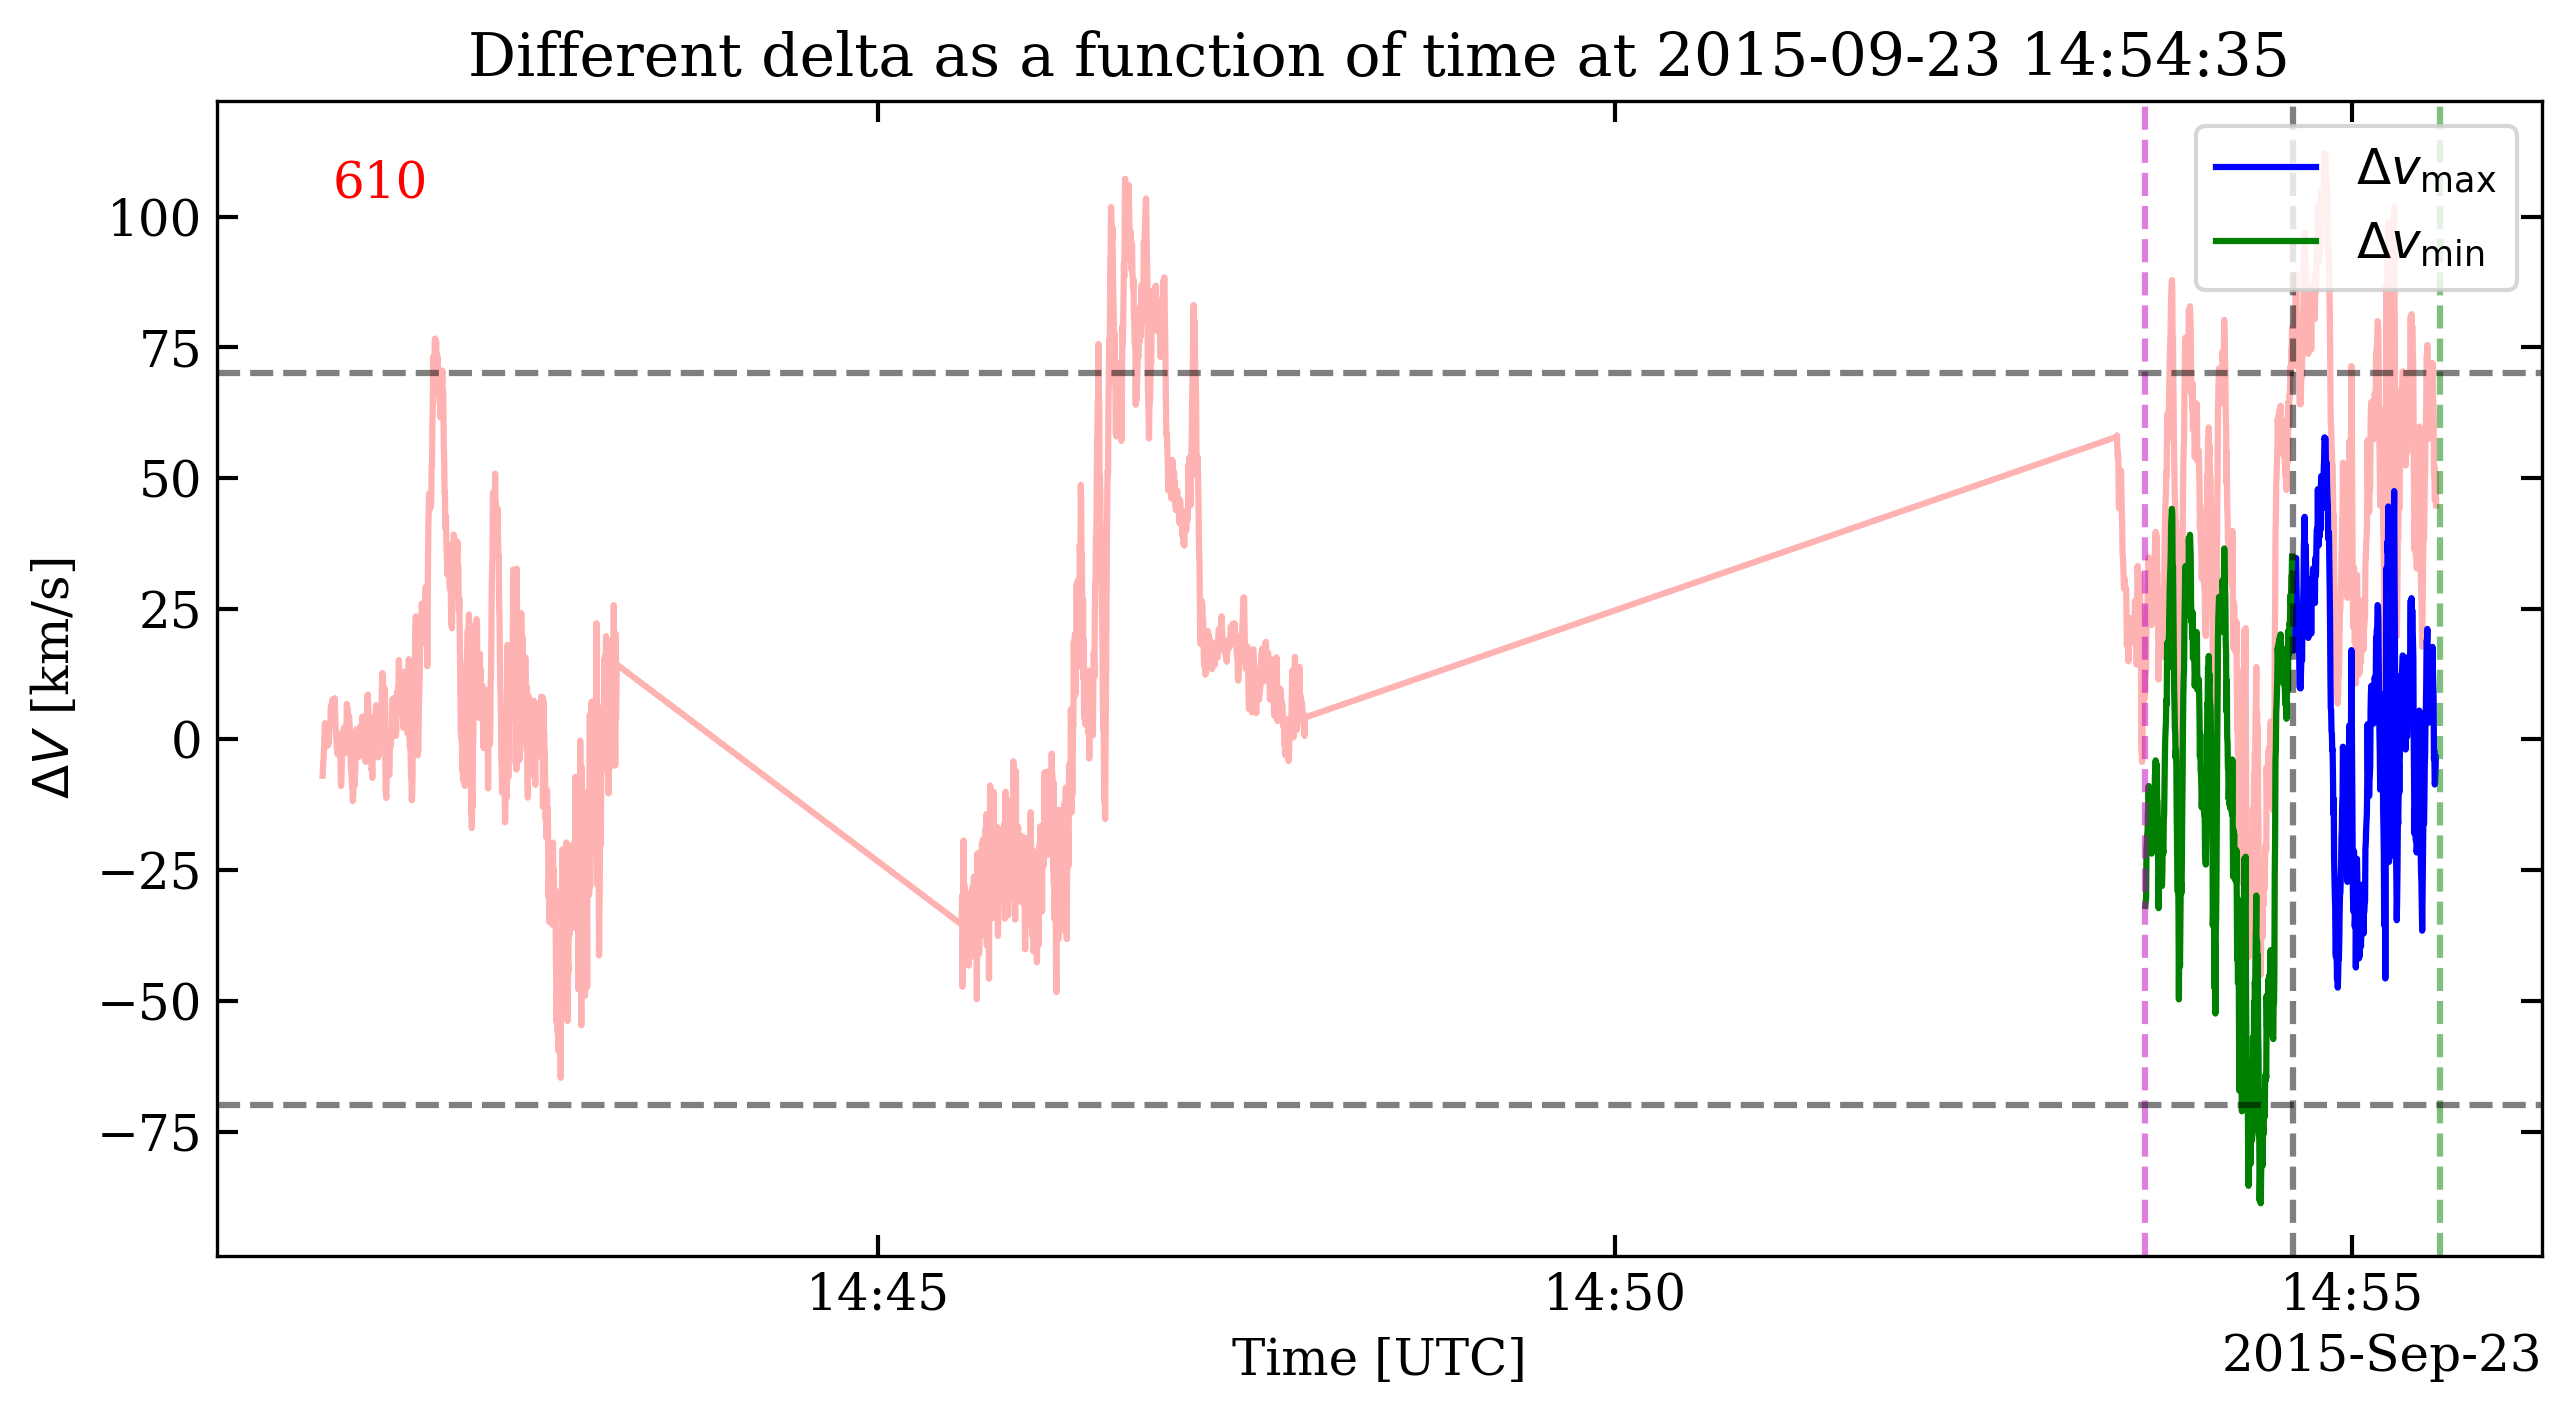 Different delta as a function of time at 2015-09-23 14:54:35
610
Δv_max
Δv_min
100
75
50
25
0
−25
−50
−75
ΔV [km/s]
14:45
14:50
14:55
Time [UTC]
2015-Sep-23